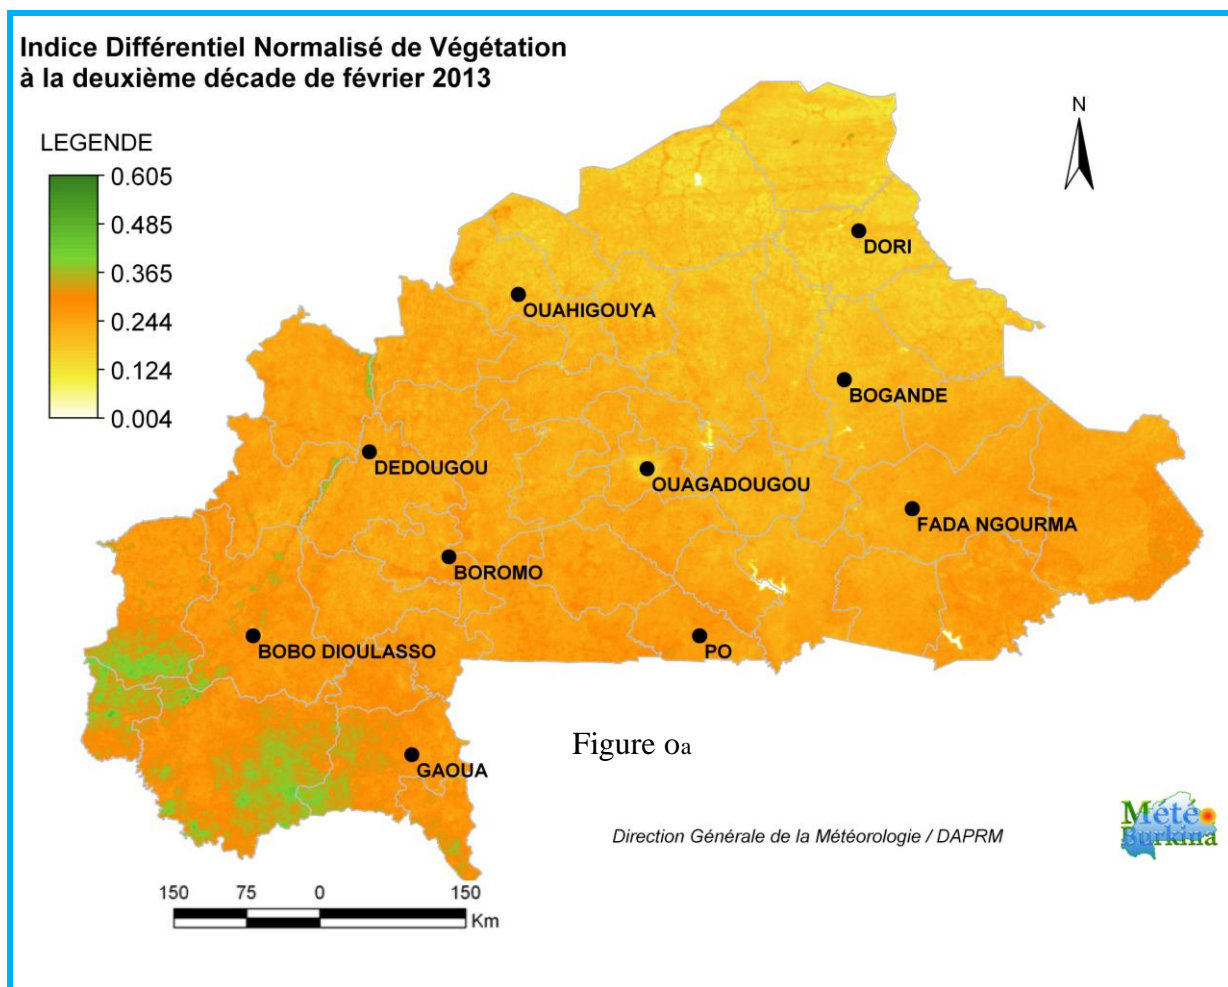 Indice Différentiel Normalisé de Végétation
à la deuxième décade de février 2013
N
LEGENDE
0.605
0.485
0.365
0.244
0.124
0.004
DORI
OUAHIGOUYA
BOGANDE
DEDOUGOU
OUAGADOUGOU
FADA NGOURMA
BOROMO
BOBO DIOULASSO
PO
GAOUA
Figure oa
Direction Générale de la Météorologie / DAPRM
Météo
Burkina
150 75 0 150
Km